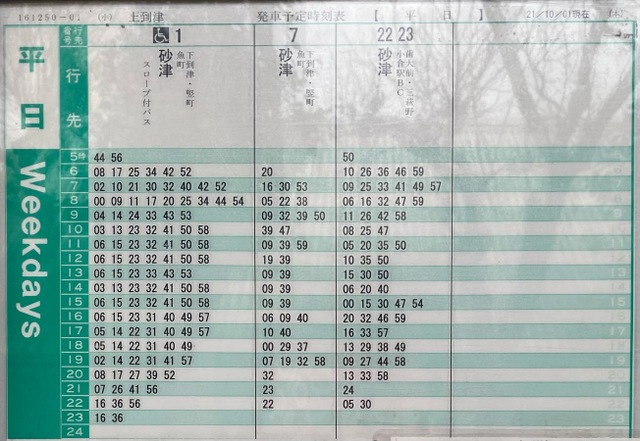 161250-01 (小) 上到津 発車予定時刻表 【 平 日 】 21/10/01現在
平日
Weekdays
行先
番号 行先
1 砂津 魚町 下到津・竪町 スロープ付バス
7 砂津 魚町 下到津・竪町
22 23 砂津 小倉駅BC 歯大前・三萩野
5時 44 56 50
6 08 17 25 34 42 52 20 10 26 36 46 59
7 02 10 21 30 32 40 42 52 16 30 53 09 25 33 41 49 57
8 00 09 11 17 20 25 34 44 54 05 22 38 06 16 32 47 59
9 04 14 24 33 43 53 09 32 39 50 11 26 42 58
10 03 13 23 32 41 50 58 39 47 08 25 47
11 06 15 23 32 41 50 58 09 39 59 05 20 35 50
12 06 15 23 32 41 50 58 19 39 10 35 50
13 06 15 23 33 43 53 09 39 15 30 50
14 03 13 23 32 41 50 58 09 39 06 20 40
15 06 15 23 32 41 50 58 09 39 00 15 30 47 54
16 06 15 23 31 40 49 57 06 09 40 20 32 46 59
17 05 14 22 31 40 49 57 10 40 16 33 57
18 05 14 22 31 40 49 00 29 37 13 29 38 49
19 02 14 22 31 41 57 07 19 32 58 09 27 44 58
20 08 17 27 39 52 32 13 33 58
21 07 26 41 56 23 24
22 16 36 56 22 05 30
23 16 36
24